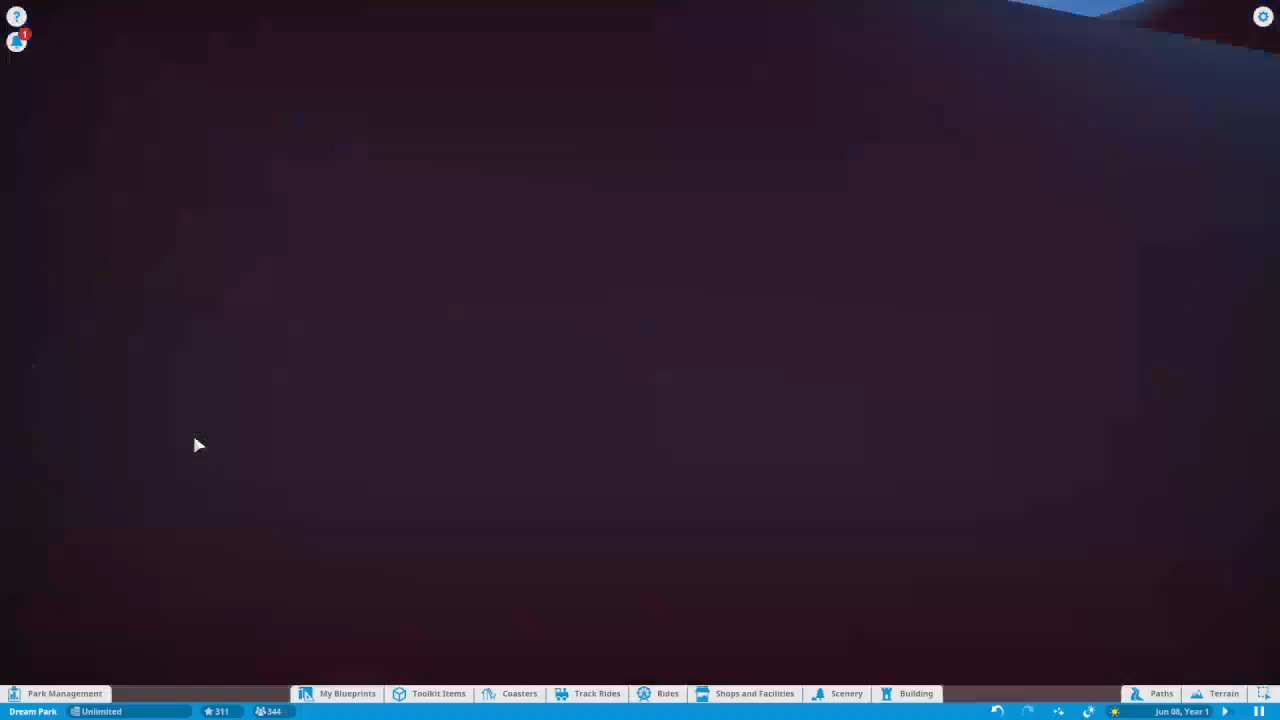 ?
1
Park Management
My Blueprints
Toolkit Items
Coasters
Track Rides
Rides
Shops and Facilities
Scenery
Building
Paths
Terrain
Dream Park
Unlimited
311
344
Jun 08, Year 1